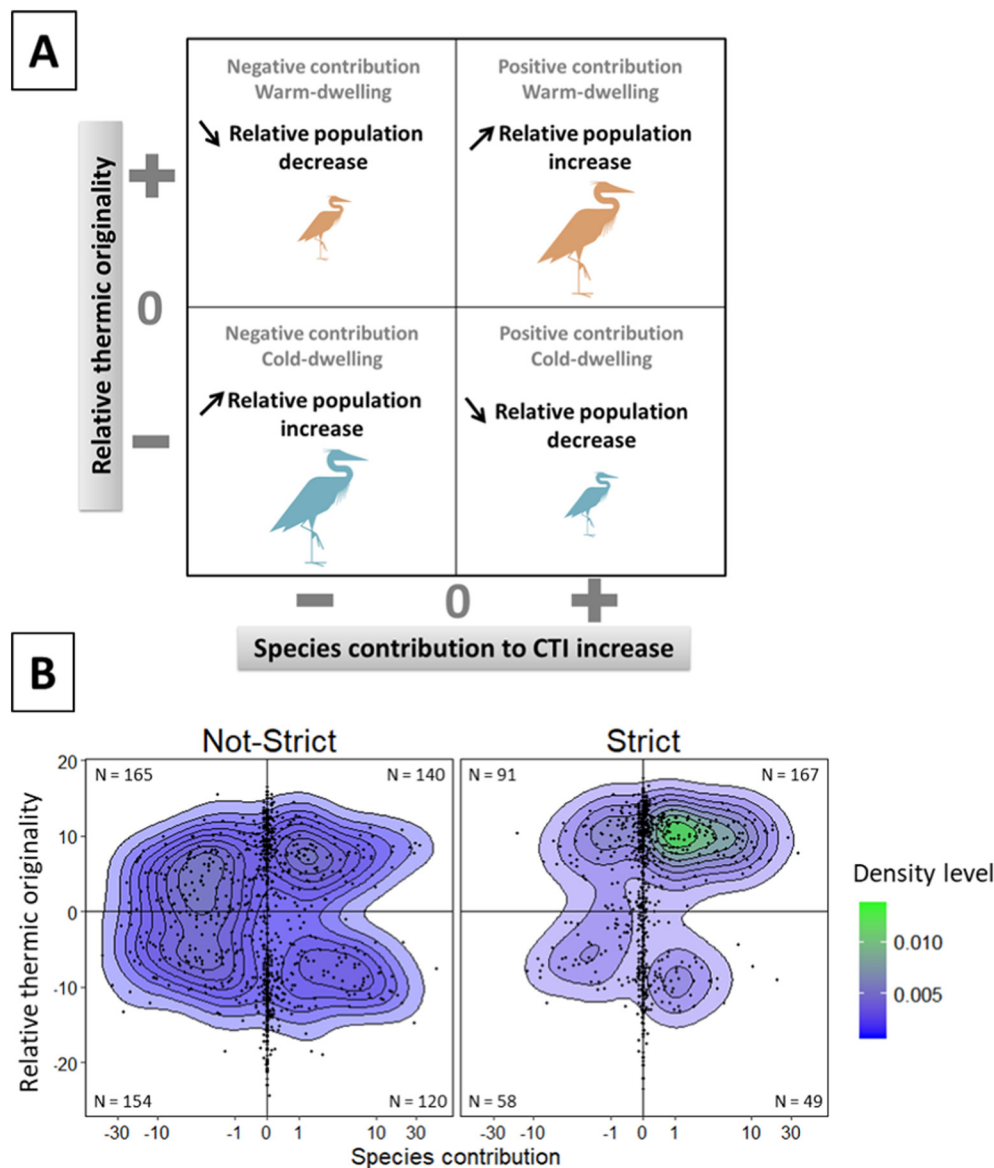 A
Negative contribution
Warm-dwelling
Relative population
decrease
Positive contribution
Warm-dwelling
Relative population
increase
Negative contribution
Cold-dwelling
Relative population
increase
Positive contribution
Cold-dwelling
Relative population
decrease
Relative thermic originality
+
0
−
−
0
+
Species contribution to CTI increase
B
Not-Strict
Strict
N = 165
N = 140
N = 154
N = 120
N = 91
N = 167
N = 58
N = 49
20
10
0
-10
-20
Relative thermic originality
-30 -10 -1 0 1 10 30
-30 -10 -1 0 1 10 30
Species contribution
Density level
0.010
0.005